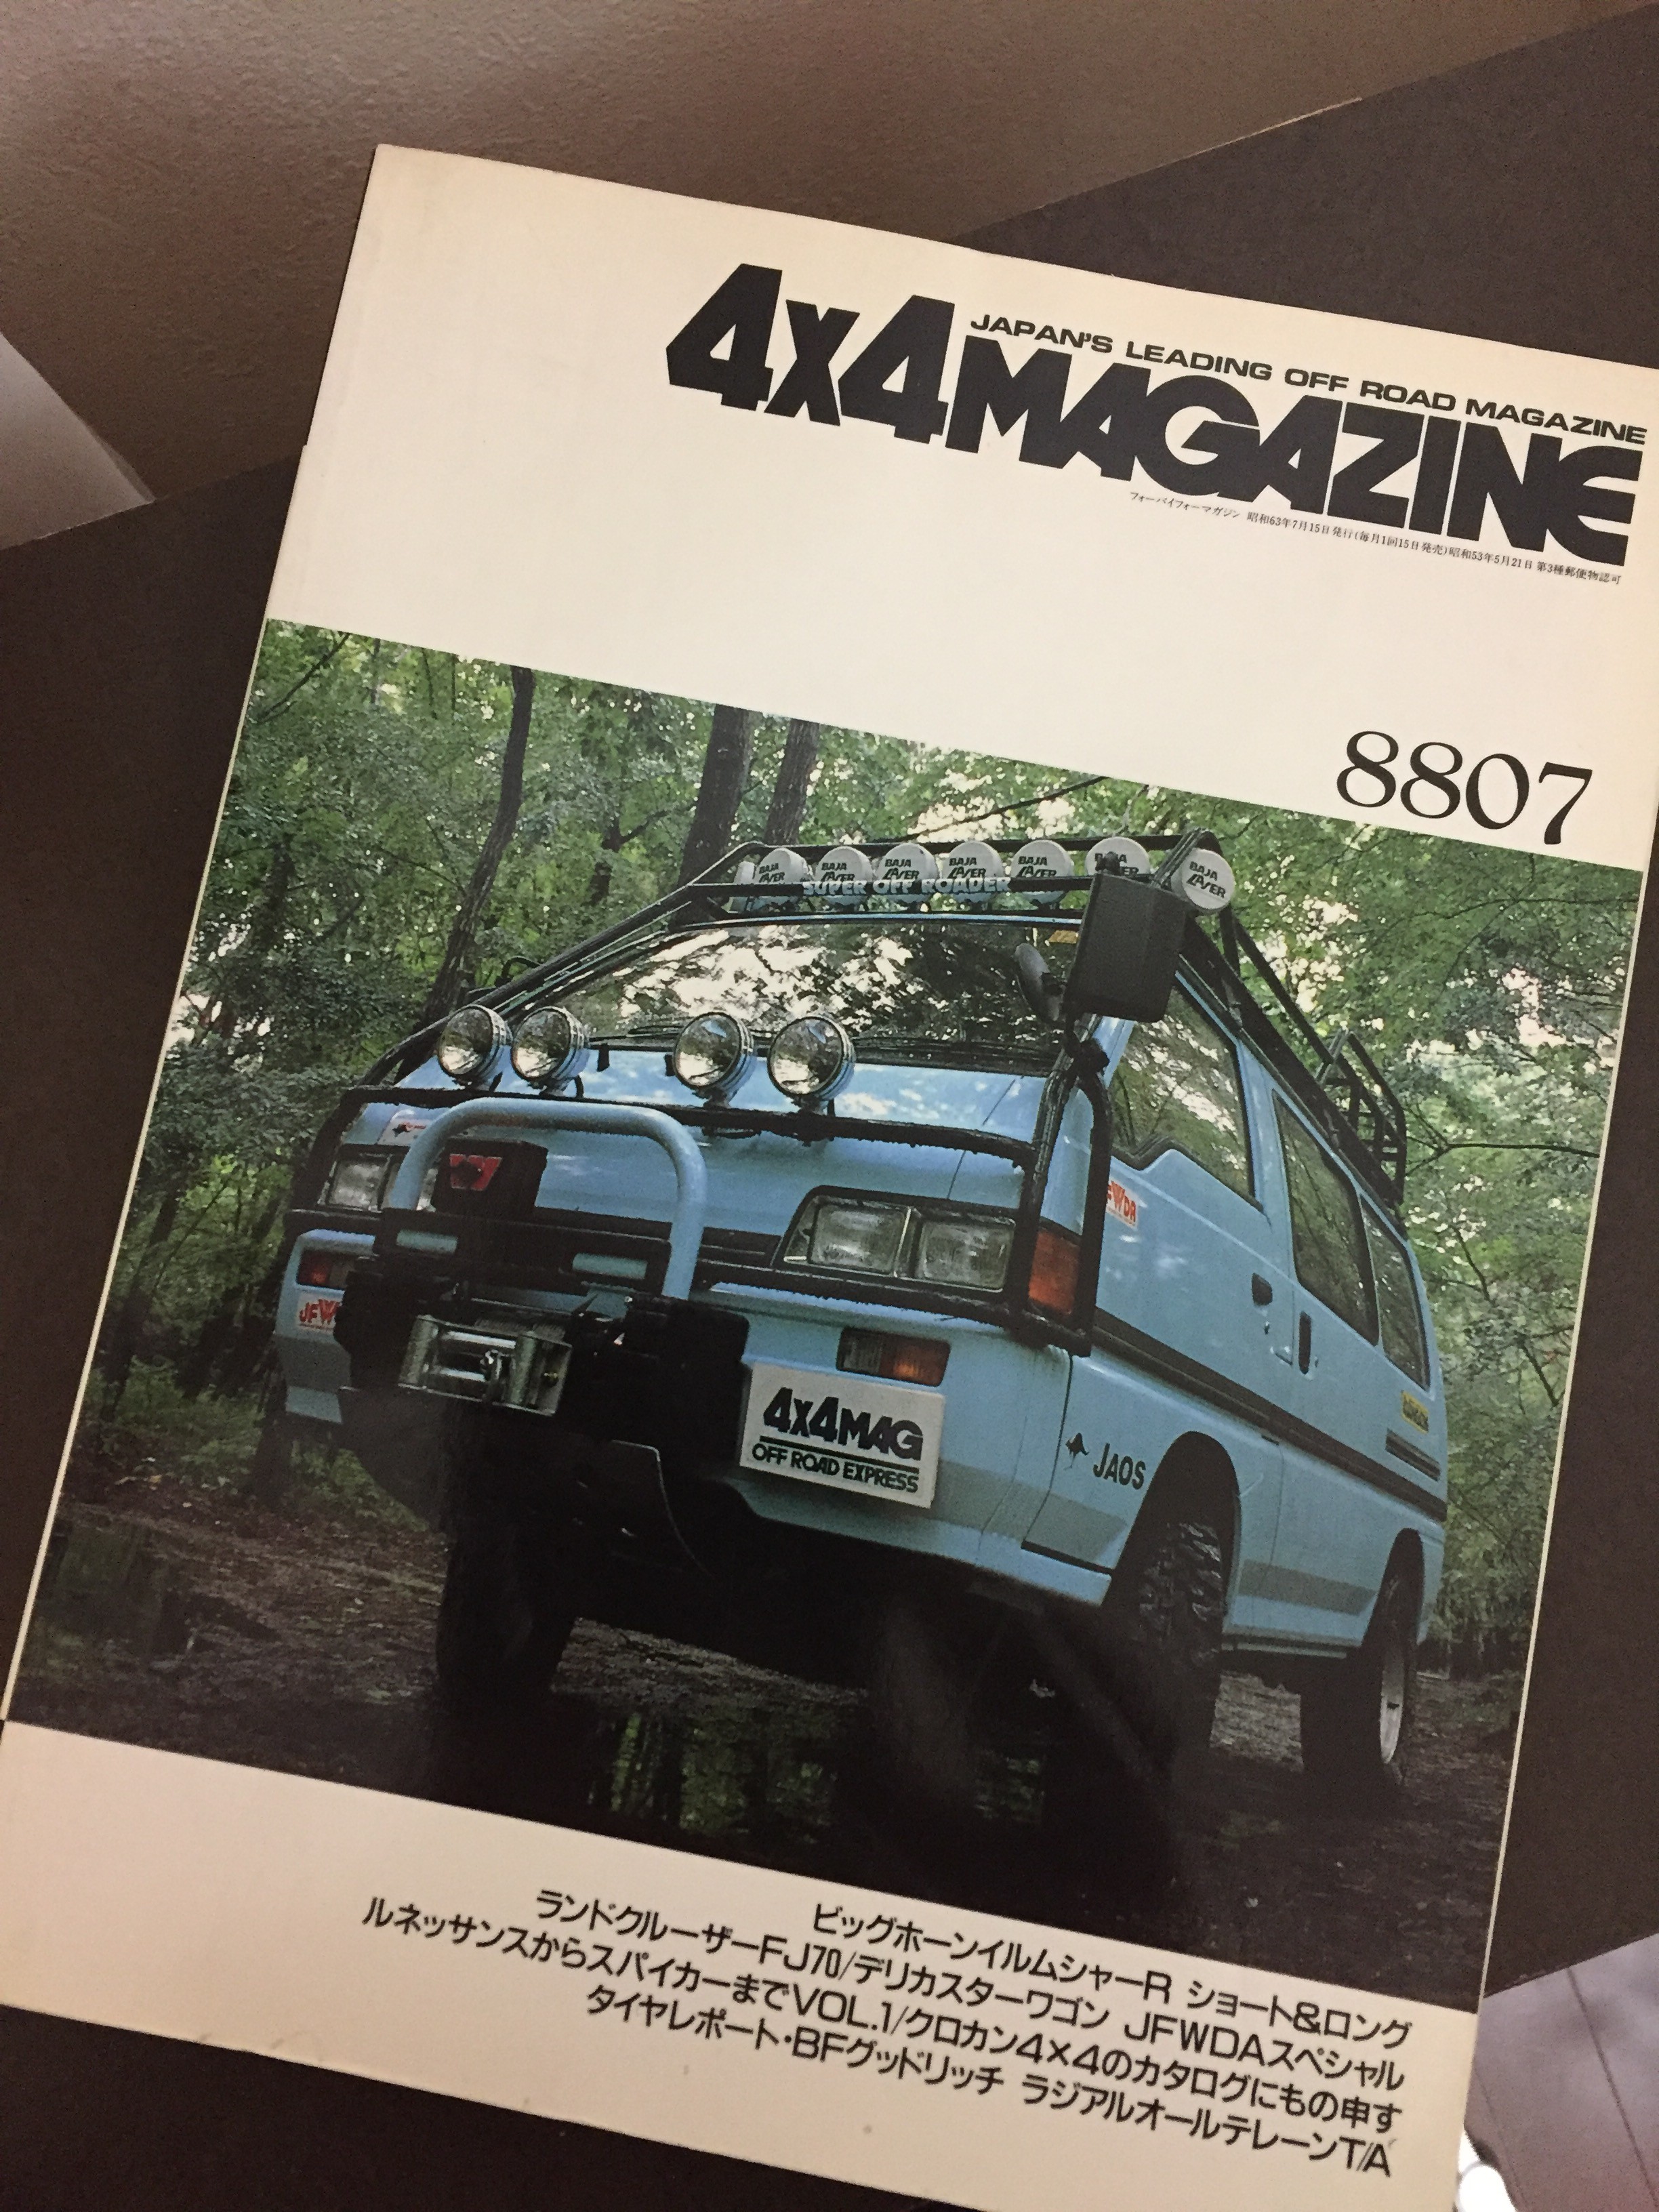 JAPAN'S LEADING OFF ROAD MAGAZINE
4x4MAGAZINE
フォーバイフォーマガジン 昭和63年7月15日発行(毎月1回15日発売)昭和53年5月21日 第3種郵便物認可
8807
BAJA BAJA BAJA BAJA BAJA BAJA BAJA
SUPER OFF ROADER
W
JFWDA
4x4MAG
OFF ROAD EXPRESS
JAOS
ビッグホーンイルムシャーR ショート&ロング
ランドクルーザーFJ70/デリカスターワゴン JFWDAスペシャル
ルネッサンスからスパイカーまでVOL.1/クロカン4×4のカタログにもの申す
タイヤレポート・BFグッドリッチ ラジアルオールテレーンT/A